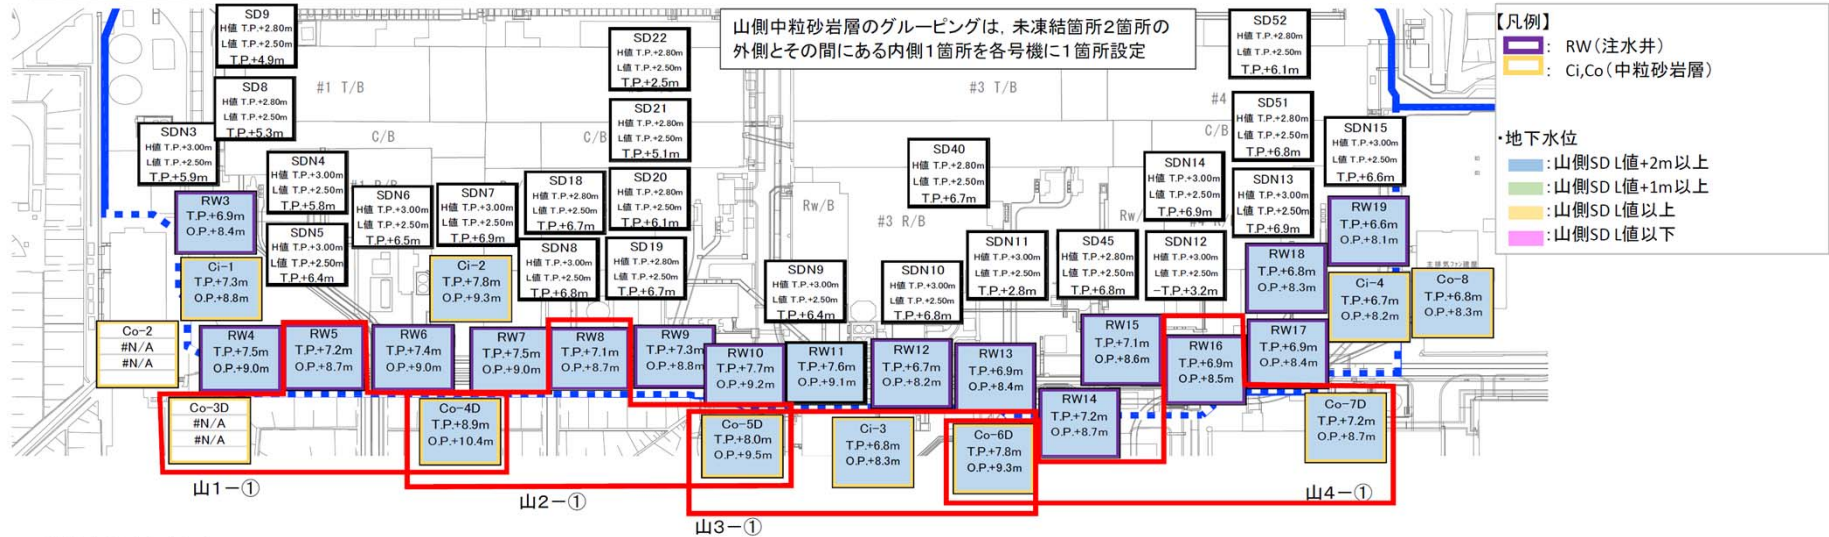 山側中粒砂岩層のグルーピングは，未凍結箇所2箇所の
外側とその間にある内側1箇所を各号機に1箇所設定
【凡例】
： RW（注水井）
： Ci,Co（中粒砂岩層）
・地下水位
：山側SD L値+2m以上
：山側SD L値+1m以上
：山側SD L値以上
：山側SD L値以下
SD9
H値 T.P.+2.80m
L値 T.P.+2.50m
T.P.+4.9m
SD8
H値 T.P.+2.80m
L値 T.P.+2.50m
T.P.+5.3m
SDN3
H値 T.P.+3.00m
L値 T.P.+2.50m
T.P.+5.9m
SDN4
H値 T.P.+3.00m
L値 T.P.+2.50m
T.P.+5.8m
SDN5
H値 T.P.+3.00m
L値 T.P.+2.50m
T.P.+6.4m
SDN6
H値 T.P.+3.00m
L値 T.P.+2.50m
T.P.+6.5m
SDN7
H値 T.P.+3.00m
L値 T.P.+2.50m
T.P.+6.9m
SD18
H値 T.P.+2.80m
L値 T.P.+2.50m
T.P.+6.7m
SDN8
H値 T.P.+3.00m
L値 T.P.+2.50m
T.P.+6.8m
SD22
H値 T.P.+2.80m
L値 T.P.+2.50m
T.P.+2.5m
SD21
H値 T.P.+2.80m
L値 T.P.+2.50m
T.P.+5.1m
SD20
H値 T.P.+2.80m
L値 T.P.+2.50m
T.P.+6.1m
SD19
H値 T.P.+2.80m
L値 T.P.+2.50m
T.P.+6.7m
SDN9
H値 T.P.+3.00m
L値 T.P.+2.50m
T.P.+6.4m
SDN10
H値 T.P.+3.00m
L値 T.P.+2.50m
T.P.+6.8m
SD40
H値 T.P.+2.80m
L値 T.P.+2.50m
T.P.+6.7m
SDN11
H値 T.P.+3.00m
L値 T.P.+2.50m
T.P.+2.8m
SD45
H値 T.P.+2.80m
L値 T.P.+2.50m
T.P.+6.8m
SDN12
H値 T.P.+3.00m
L値 T.P.+2.50m
-T.P.+3.2m
SDN14
H値 T.P.+3.00m
L値 T.P.+2.50m
T.P.+6.9m
SD52
H値 T.P.+2.80m
L値 T.P.+2.50m
T.P.+6.1m
SD51
H値 T.P.+2.80m
L値 T.P.+2.50m
T.P.+6.8m
SDN13
H値 T.P.+3.00m
L値 T.P.+2.50m
T.P.+6.9m
SDN15
H値 T.P.+3.00m
L値 T.P.+2.50m
T.P.+6.6m
#1 T/B
C/B
C/B
#3 T/B
#4
C/B
Rw/B
#3 R/B
Rw
RW3
T.P.+6.9m
O.P.+8.4m
Ci-1
T.P.+7.3m
O.P.+8.8m
Ci-2
T.P.+7.8m
O.P.+9.3m
Co-2
#N/A
#N/A
RW4
T.P.+7.5m
O.P.+9.0m
RW5
T.P.+7.2m
O.P.+8.7m
RW6
T.P.+7.4m
O.P.+9.0m
RW7
T.P.+7.5m
O.P.+9.0m
RW8
T.P.+7.1m
O.P.+8.7m
RW9
T.P.+7.3m
O.P.+8.8m
RW10
T.P.+7.7m
O.P.+9.2m
RW11
T.P.+7.6m
O.P.+9.1m
RW12
T.P.+6.7m
O.P.+8.2m
RW13
T.P.+6.9m
O.P.+8.4m
RW14
T.P.+7.2m
O.P.+8.7m
RW15
T.P.+7.1m
O.P.+8.6m
RW16
T.P.+6.9m
O.P.+8.5m
RW17
T.P.+6.9m
O.P.+8.4m
RW18
T.P.+6.8m
O.P.+8.3m
RW19
T.P.+6.6m
O.P.+8.1m
Ci-4
T.P.+6.7m
O.P.+8.2m
主排気ファン建屋
Co-8
T.P.+6.8m
O.P.+8.3m
Co-3D
#N/A
#N/A
Co-4D
T.P.+8.9m
O.P.+10.4m
Co-5D
T.P.+8.0m
O.P.+9.5m
Ci-3
T.P.+6.8m
O.P.+8.3m
Co-6D
T.P.+7.8m
O.P.+9.3m
Co-7D
T.P.+7.2m
O.P.+8.7m
山1－①
山2－①
山3－①
山4－①